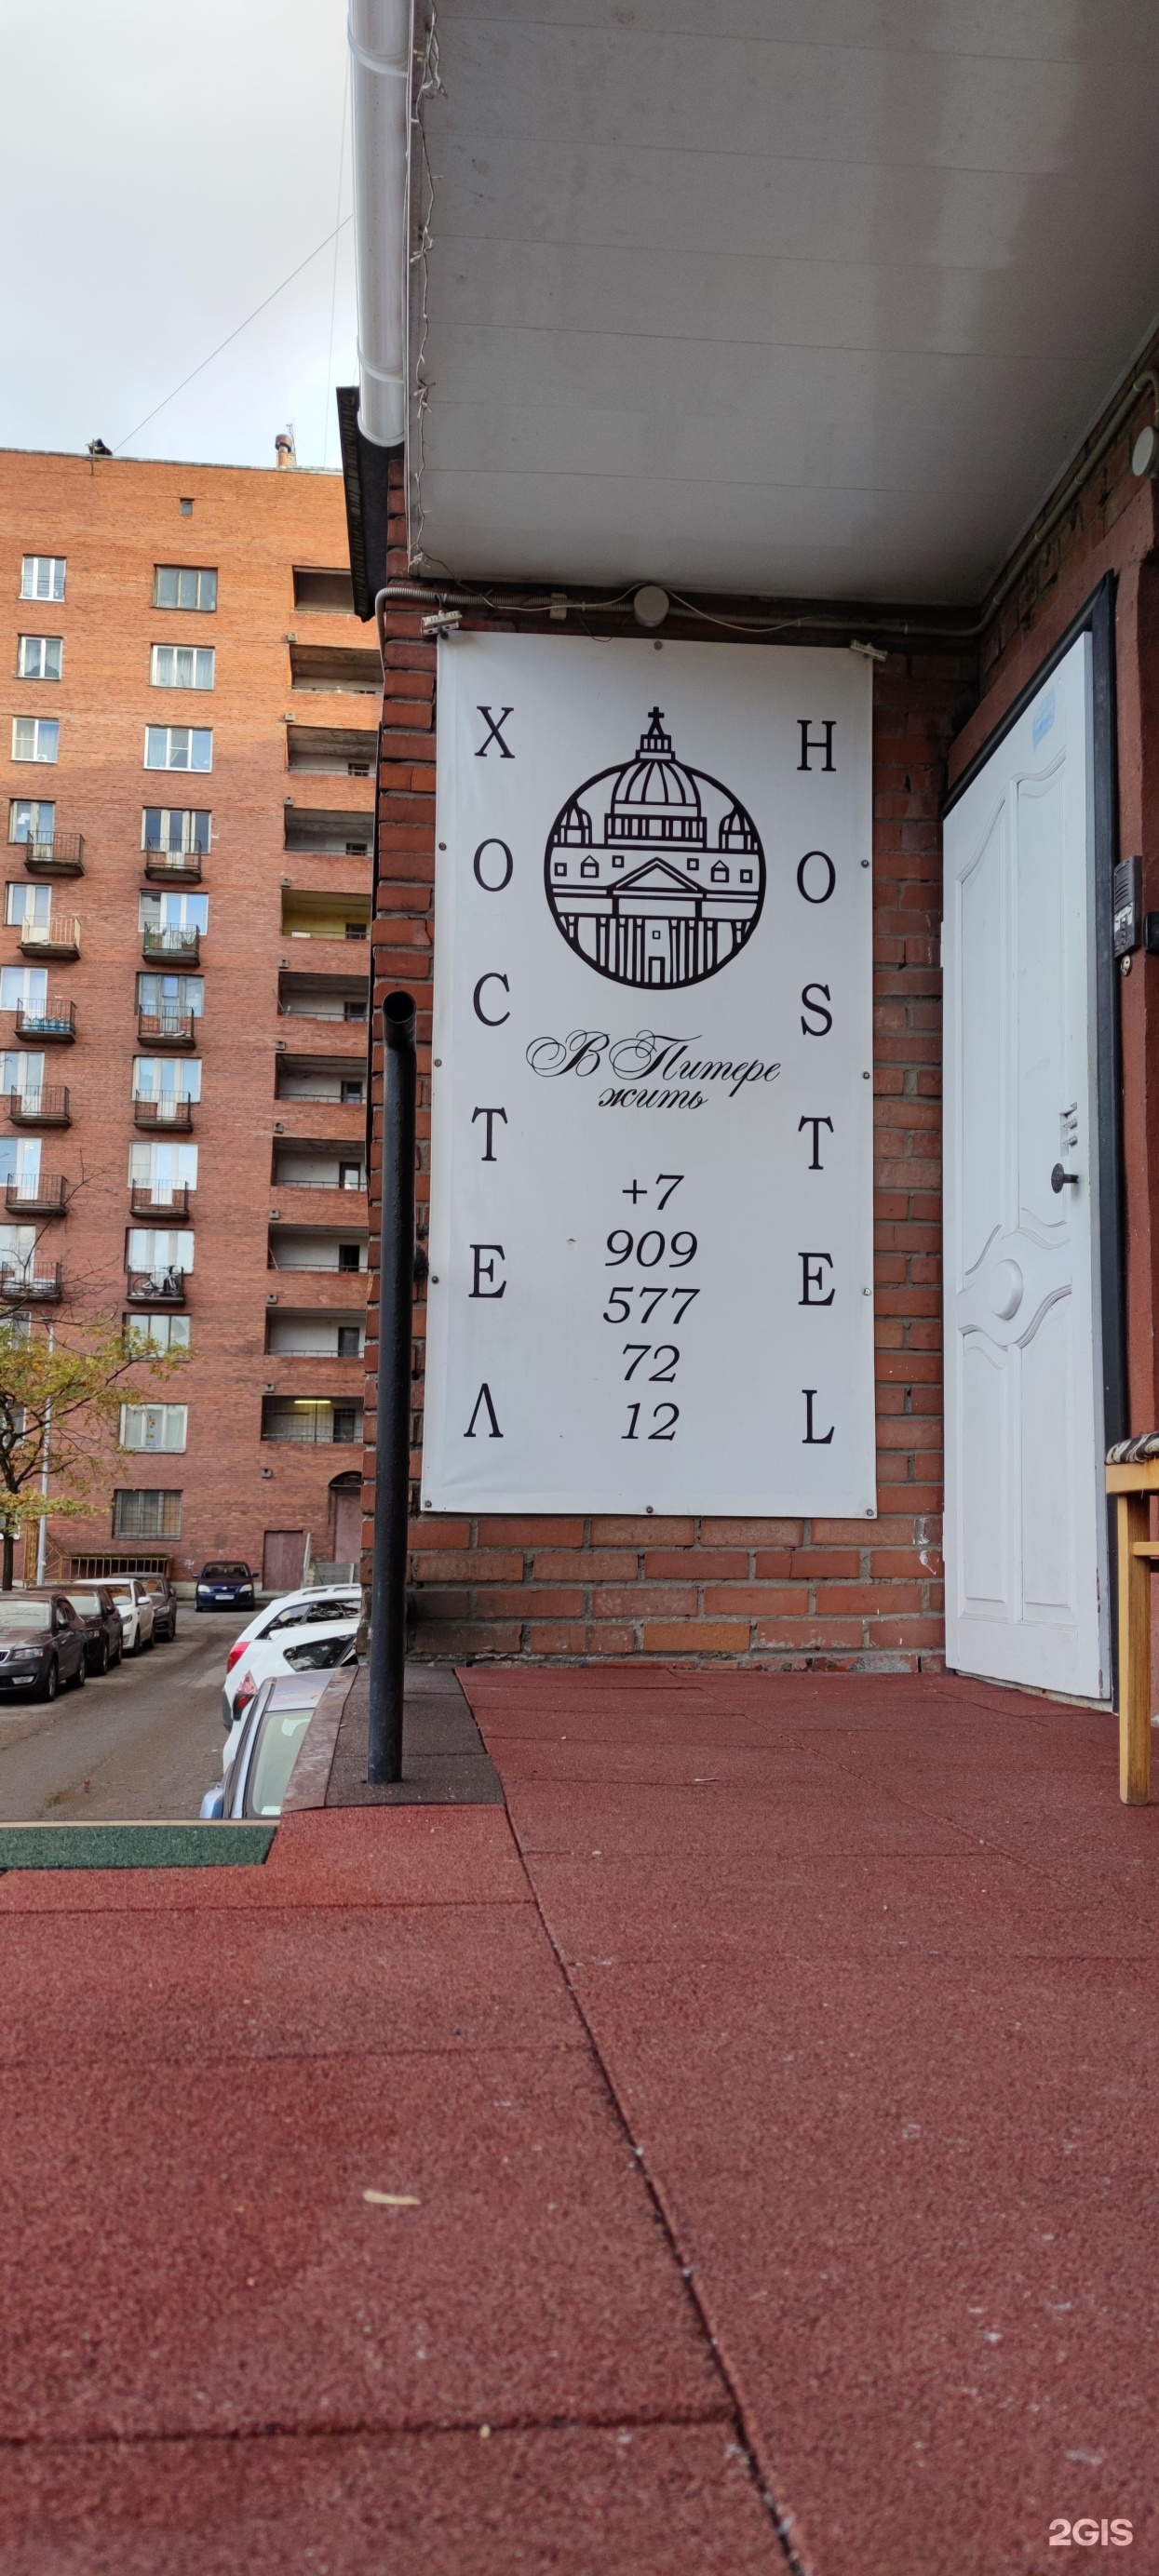 ХОСТЕЛ
HOSTEL
В Питере
жить
+7
909
577
72
12
2GIS